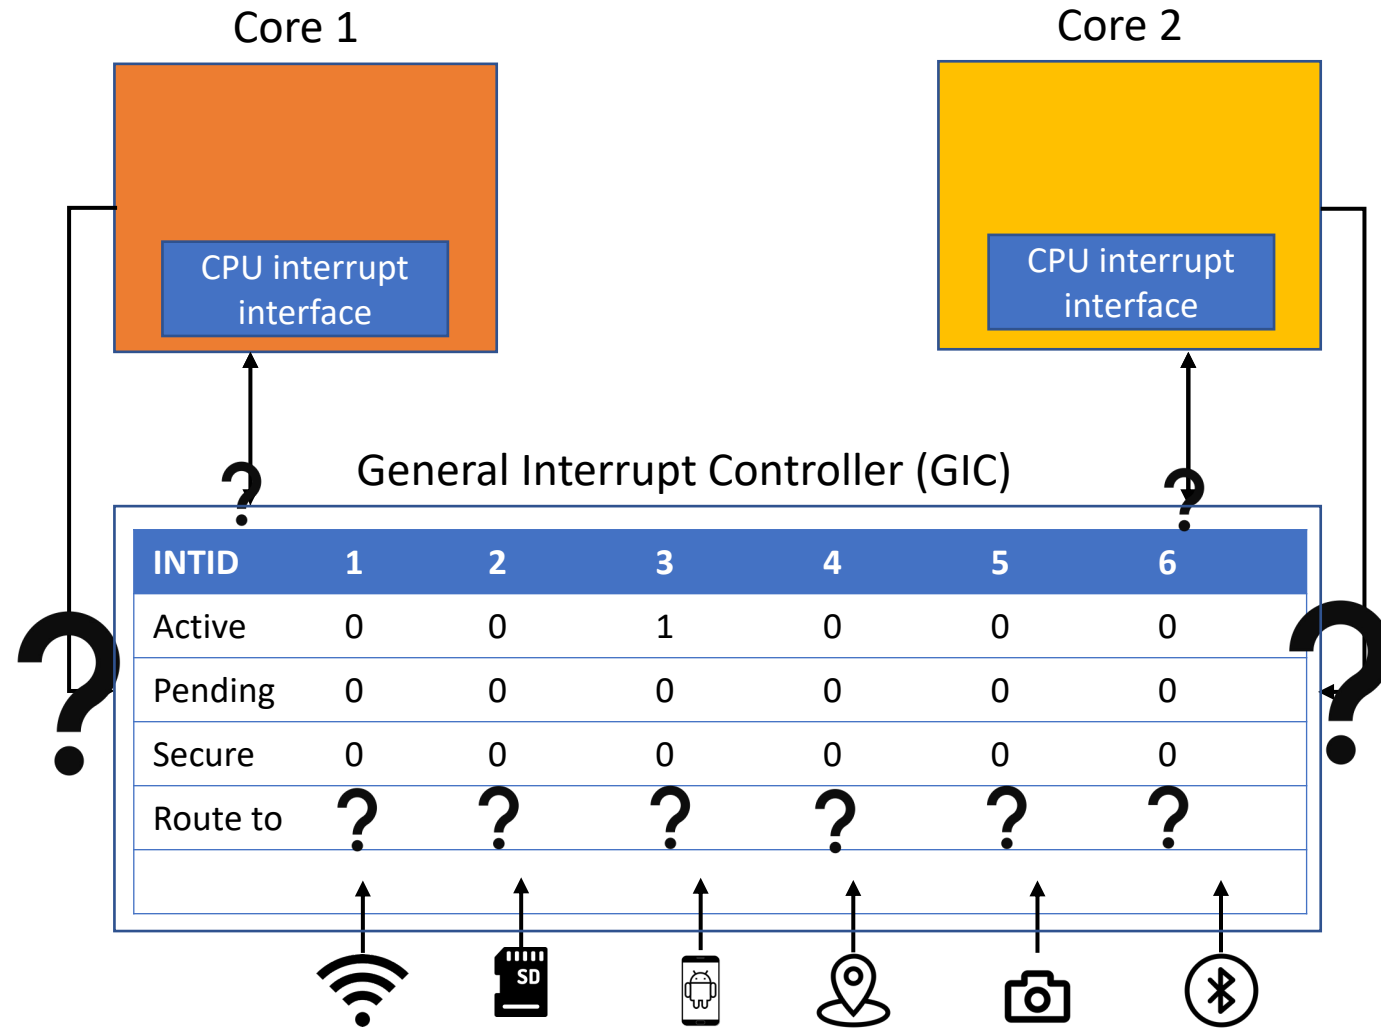 Core 1
Core 2
CPU interrupt
interface
CPU interrupt
interface
General Interrupt Controller (GIC)
INTID 1 2 3 4 5 6
Active 0 0 1 0 0 0
Pending 0 0 0 0 0 0
Secure 0 0 0 0 0 0
Route to ? ? ? ? ? ?
? ?
? ?
SD